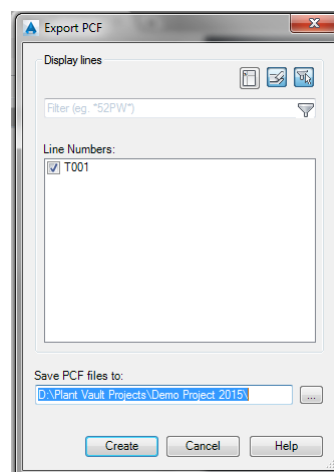 Export PCF
Display lines
Filter (eg. "52PW")
Line Numbers:
T001
Save PCF files to:
D:\Plant Vault Projects\Demo Project 2015\
...
Create
Cancel
Help